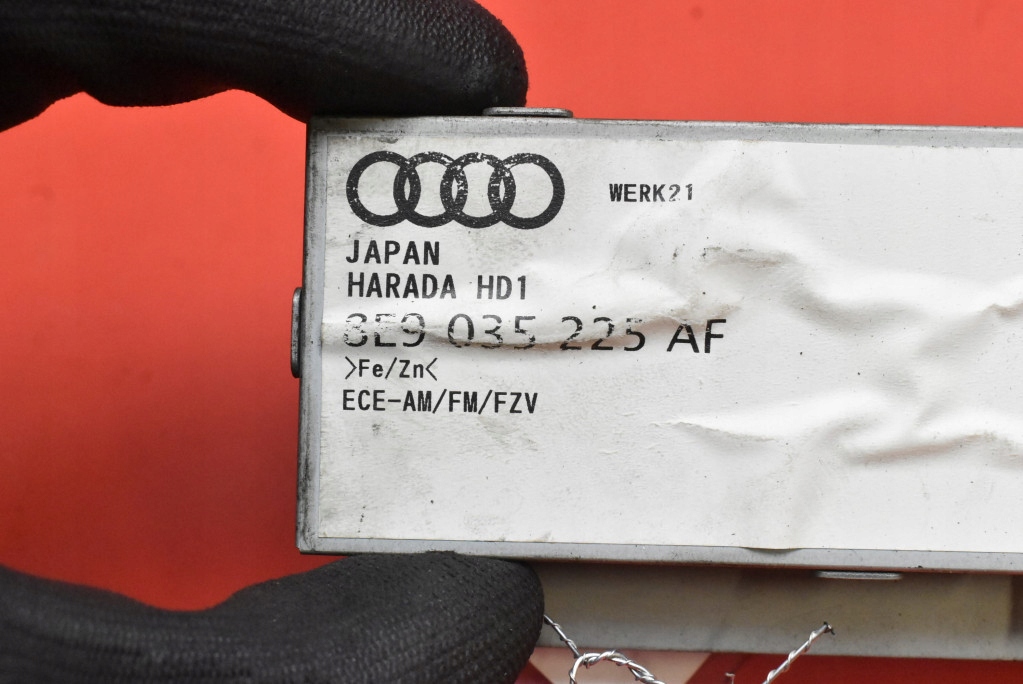 WERK21
JAPAN
HARADA HD1
8E9 035 225 AF
>Fe/Zn<
ECE-AM/FM/FZV